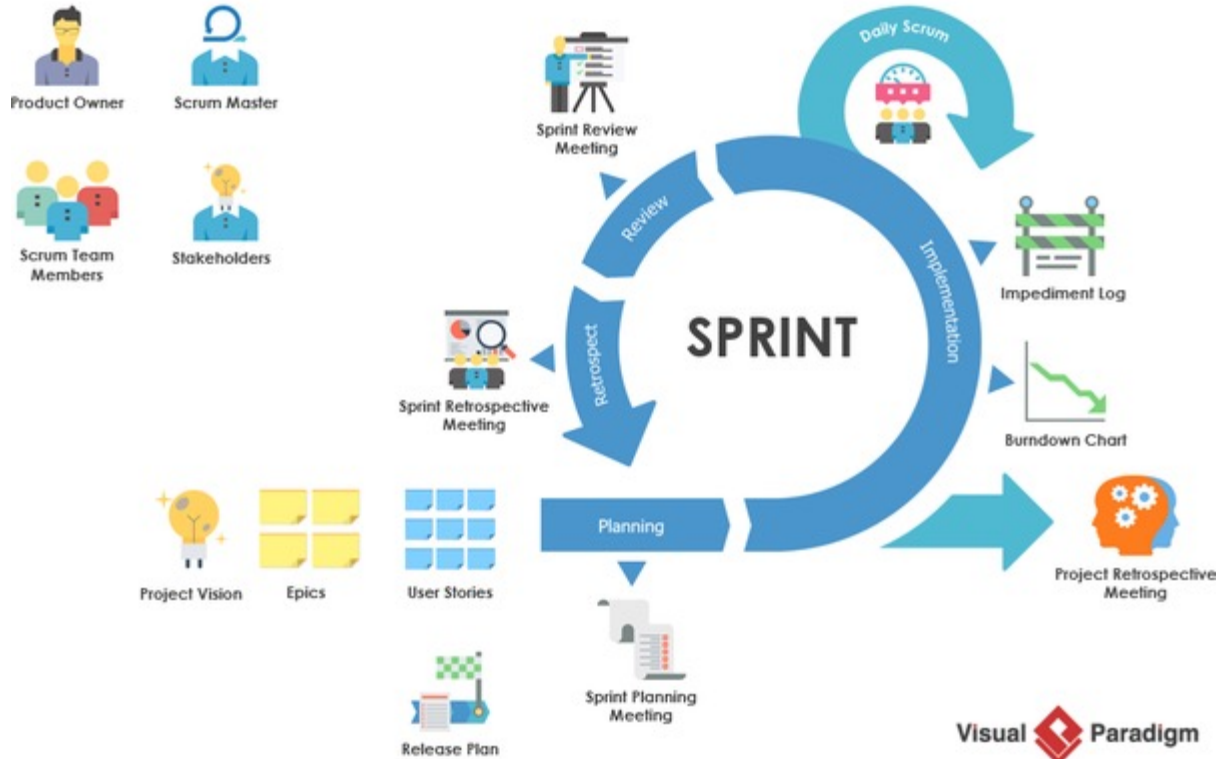 Product Owner
Scrum Master
Scrum Team
Members
Stakeholders
Sprint Review
Meeting
Daily Scrum
Review
Implementation
Impediment Log
SPRINT
Retrospect
Sprint Retrospective
Meeting
Burndown Chart
Project Vision
Epics
User Stories
Planning
Project Retrospective
Meeting
Sprint Planning
Meeting
Release Plan
Visual Paradigm